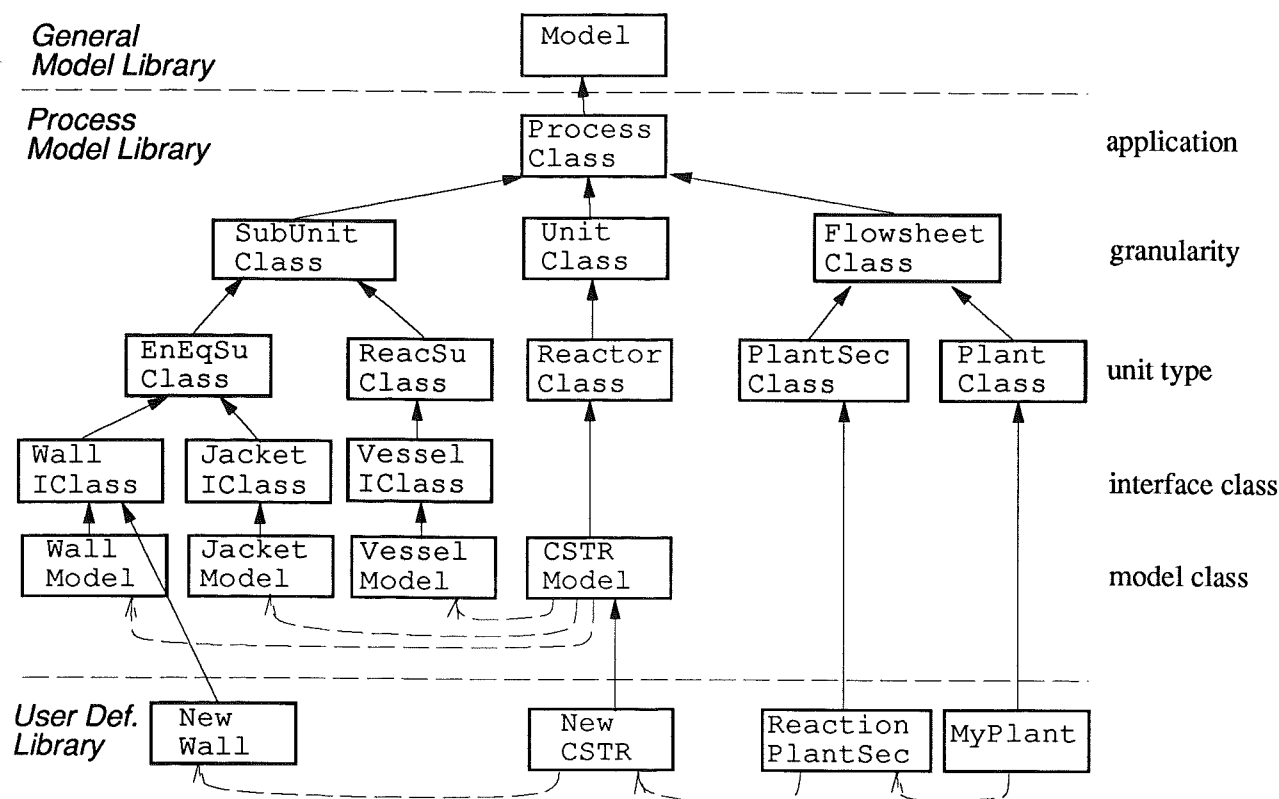 General
Model Library
Model
Process
Model Library
Process
Class
application
SubUnit
Class
Unit
Class
Flowsheet
Class
granularity
EnEqSu
Class
ReacSu
Class
Reactor
Class
PlantSec
Class
Plant
Class
unit type
Wall
IClass
Jacket
IClass
Vessel
IClass
interface class
Wall
Model
Jacket
Model
Vessel
Model
CSTR
Model
model class
User Def.
Library
New
Wall
New
CSTR
Reaction
PlantSec
MyPlant